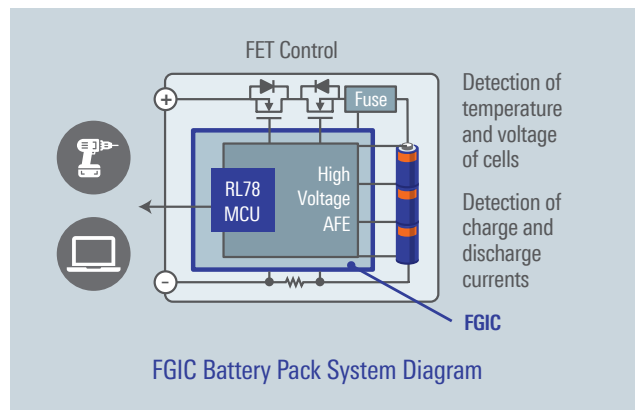 FET Control
+
Fuse
Detection of
temperature
and voltage
of cells
RL78
MCU
High
Voltage
AFE
Detection of
charge and
discharge
currents
-
FGIC
FGIC Battery Pack System Diagram